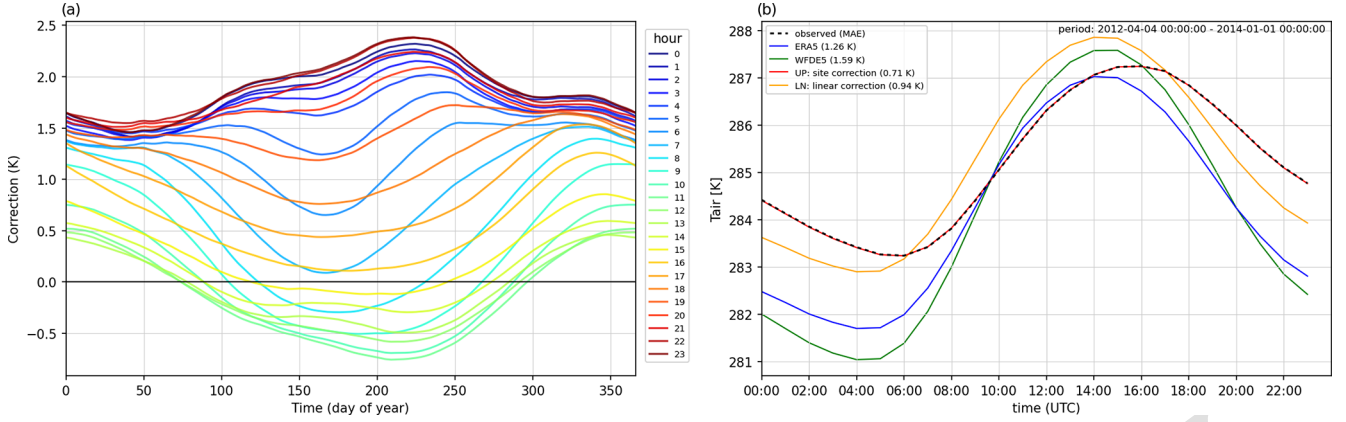 (a)
Correction (K)
2.5
2.0
1.5
1.0
0.5
0.0
−0.5
0 50 100 150 200 250 300 350
Time (day of year)
hour
0
1
2
3
4
5
6
7
8
9
10
11
12
13
14
15
16
17
18
19
20
21
22
23
(b)
Tair [K]
288
287
286
285
284
283
282
281
period: 2012-04-04 00:00:00 - 2014-01-01 00:00:00
observed (MAE)
ERA5 (1.26 K)
WFDE5 (1.59 K)
UP: site correction (0.71 K)
LN: linear correction (0.94 K)
00:00 02:00 04:00 06:00 08:00 10:00 12:00 14:00 16:00 18:00 20:00 22:00
time (UTC)